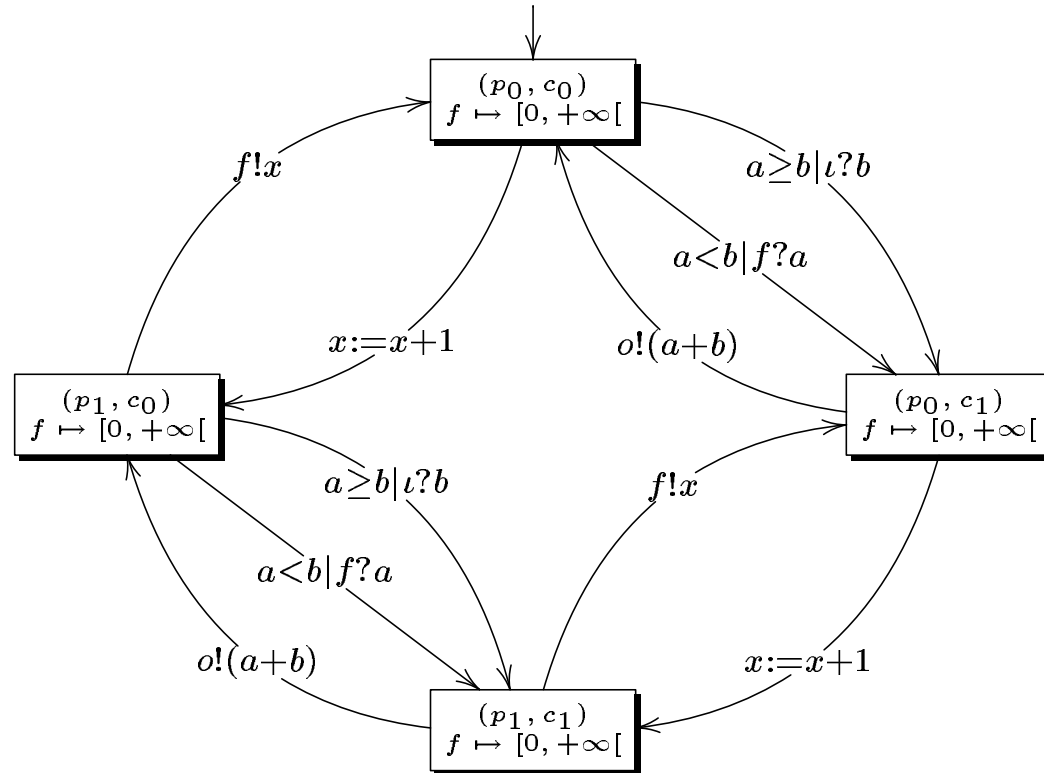 (p₀, c₀)
f ↦ [0, +∞[
f!x
a≥b|ι?b
a<b|f?a
x:=x+1
o!(a+b)
(p₁, c₀)
f ↦ [0, +∞[
(p₀, c₁)
f ↦ [0, +∞[
a≥b|ι?b
f!x
a<b|f?a
o!(a+b)
x:=x+1
(p₁, c₁)
f ↦ [0, +∞[